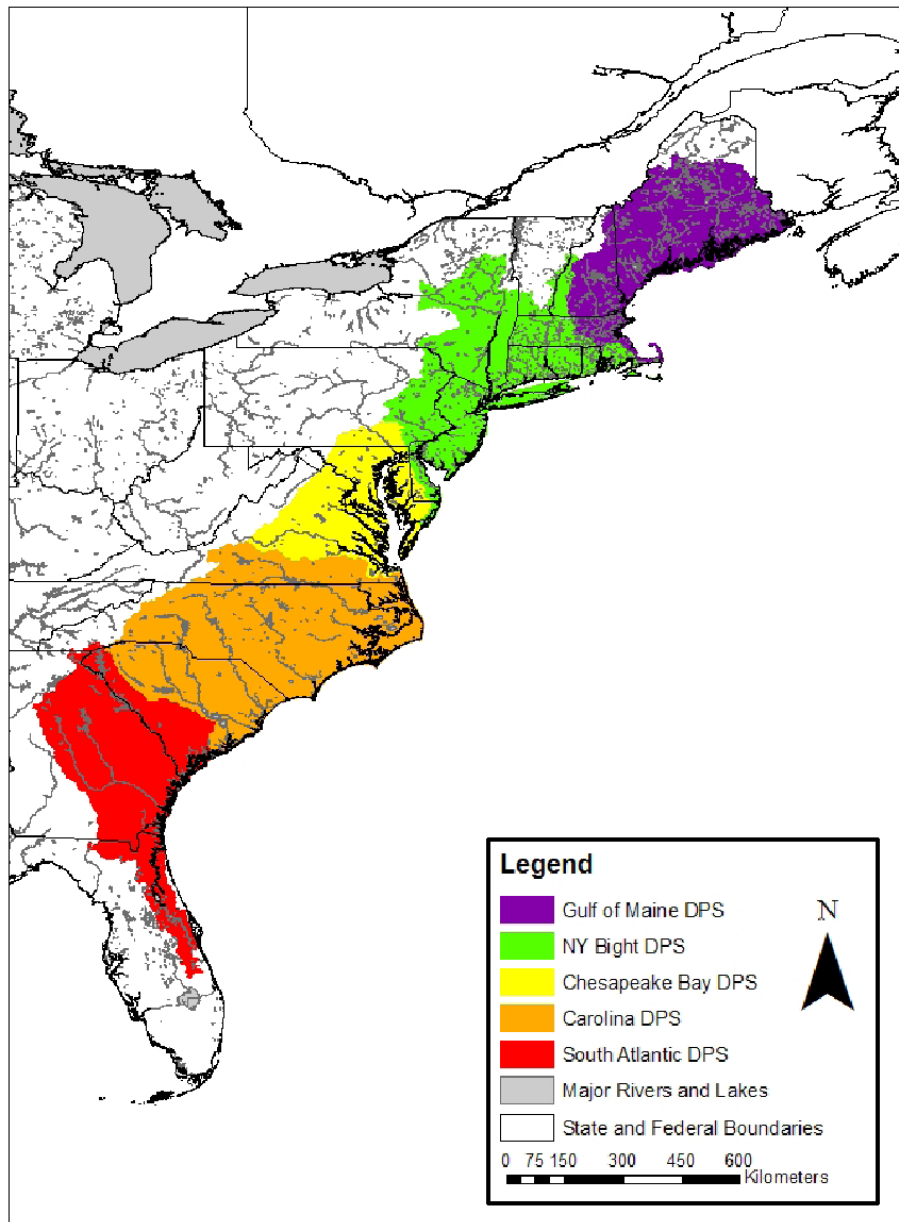 Legend
Gulf of Maine DPS
N
NY Bight DPS
Chesapeake Bay DPS
Carolina DPS
South Atlantic DPS
Major Rivers and Lakes
State and Federal Boundaries
0 75 150 300 450 600
Kilometers